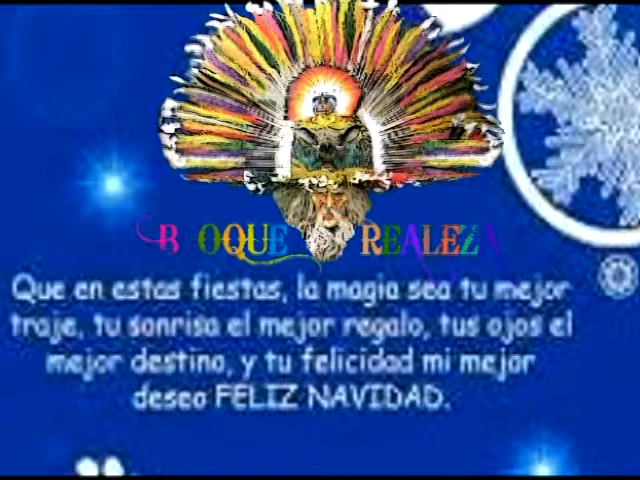 BLOQUE REALEZA
Que en estas fiestas, la magia sea tu mejor
traje, tu sonrisa el mejor regalo, tus ojos el
mejor destino, y tu felicidad mi mejor
deseo FELIZ NAVIDAD.